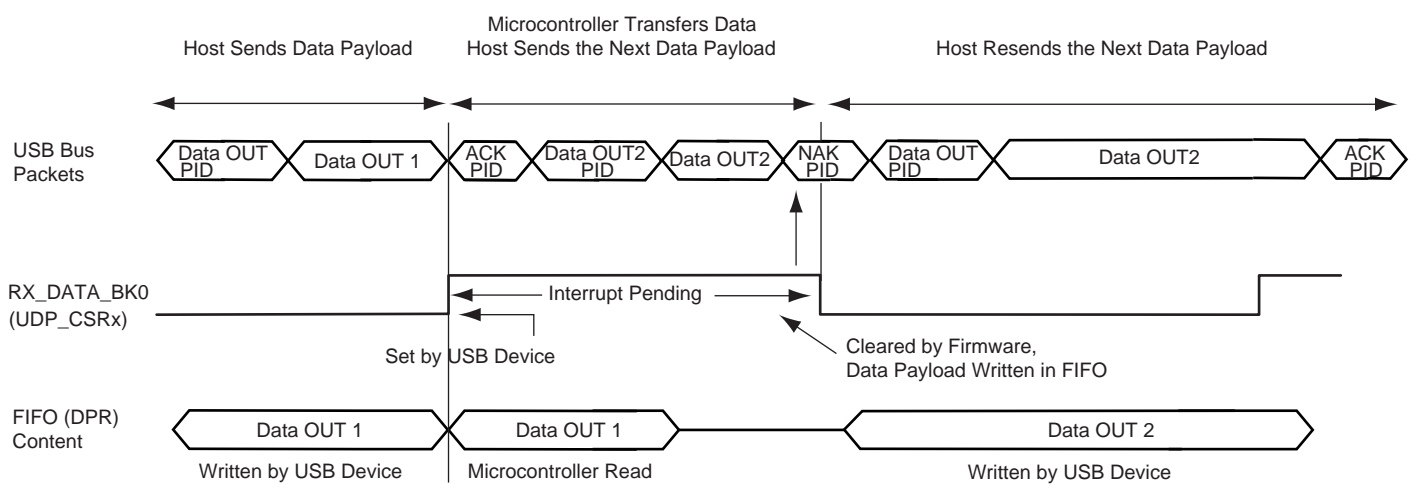 Microcontroller Transfers Data
Host Sends Data Payload
Host Sends the Next Data Payload
Host Resends the Next Data Payload
USB Bus
Packets
Data OUT
PID
Data OUT 1
ACK
PID
Data OUT2
PID
Data OUT2
NAK
PID
Data OUT
PID
Data OUT2
ACK
PID
RX_DATA_BK0
(UDP_CSRx)
Interrupt Pending
Set by USB Device
Cleared by Firmware,
Data Payload Written in FIFO
FIFO (DPR)
Content
Data OUT 1
Data OUT 1
Data OUT 2
Written by USB Device
Microcontroller Read
Written by USB Device